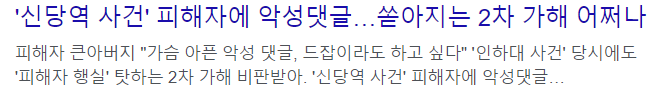 '신당역 사건' 피해자에 악성댓글…쏟아지는 2차 가해 어쩌나
피해자 큰아버지 "가슴 아픈 악성 댓글, 드잡이라도 하고 싶다" '인하대 사건' 당시에도
'피해자 행실' 탓하는 2차 가해 비판받아. '신당역 사건' 피해자에 악성댓글…